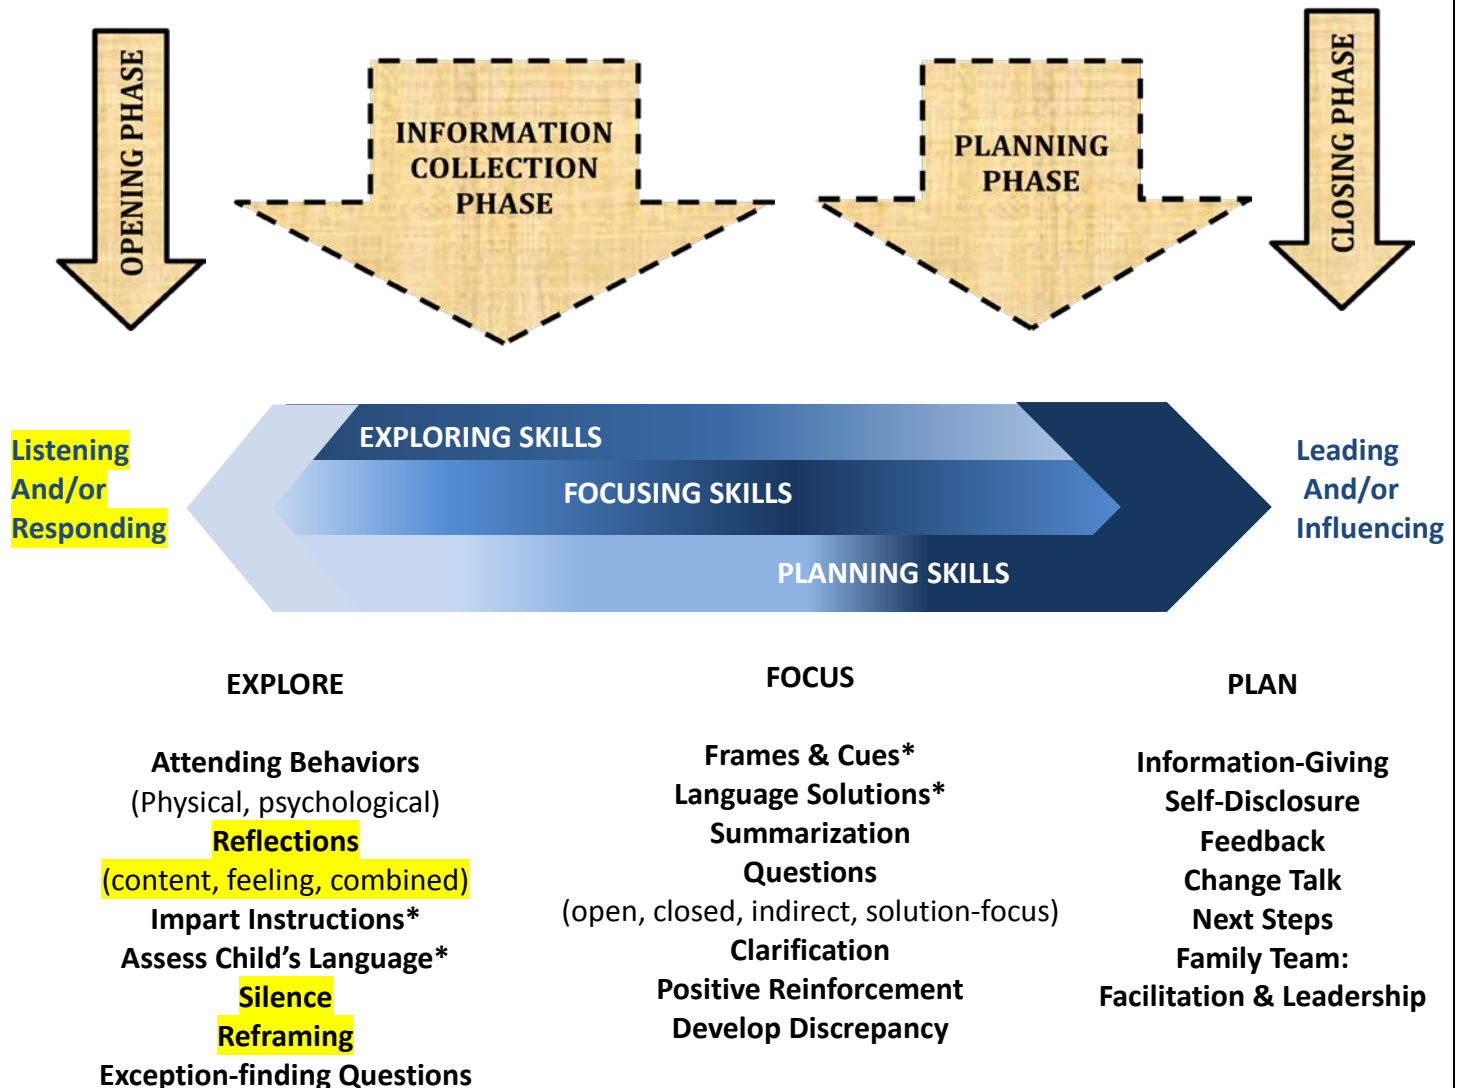 OPENING PHASE
INFORMATION
COLLECTION
PHASE
PLANNING
PHASE
CLOSING PHASE
Listening
And/or
Responding
EXPLORING SKILLS
FOCUSING SKILLS
PLANNING SKILLS
Leading
And/or
Influencing
EXPLORE
Attending Behaviors
(Physical, psychological)
Reflections
(content, feeling, combined)
Impart Instructions*
Assess Child’s Language*
Silence
Reframing
Exception-finding Questions
FOCUS
Frames & Cues*
Language Solutions*
Summarization
Questions
(open, closed, indirect, solution-focus)
Clarification
Positive Reinforcement
Develop Discrepancy
PLAN
Information-Giving
Self-Disclosure
Feedback
Change Talk
Next Steps
Family Team:
Facilitation & Leadership